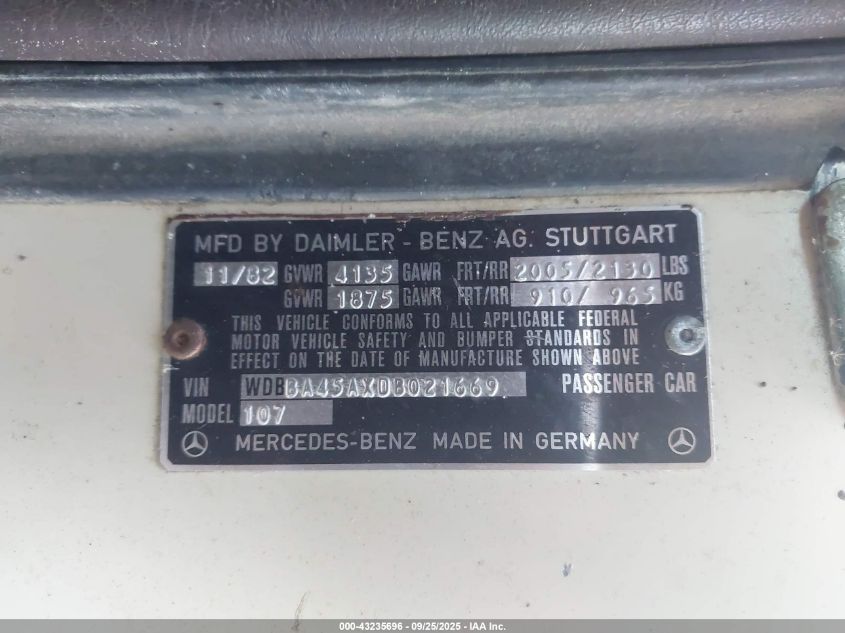 MFD BY DAIMLER - BENZ AG. STUTTGART
11/82 GVWR 4135 GAWR FRT/RR 2005/2130 LBS
GVWR 1875 GAWR FRT/RR 910/ 965 KG
THIS VEHICLE CONFORMS TO ALL APPLICABLE FEDERAL
MOTOR VEHICLE SAFETY AND BUMPER STANDARDS IN
EFFECT ON THE DATE OF MANUFACTURE SHOWN ABOVE
VIN WDBBA45AXDB021669 PASSENGER CAR
MODEL 107
MERCEDES-BENZ MADE IN GERMANY
000-43235696 - 09/25/2025 - IAA Inc.